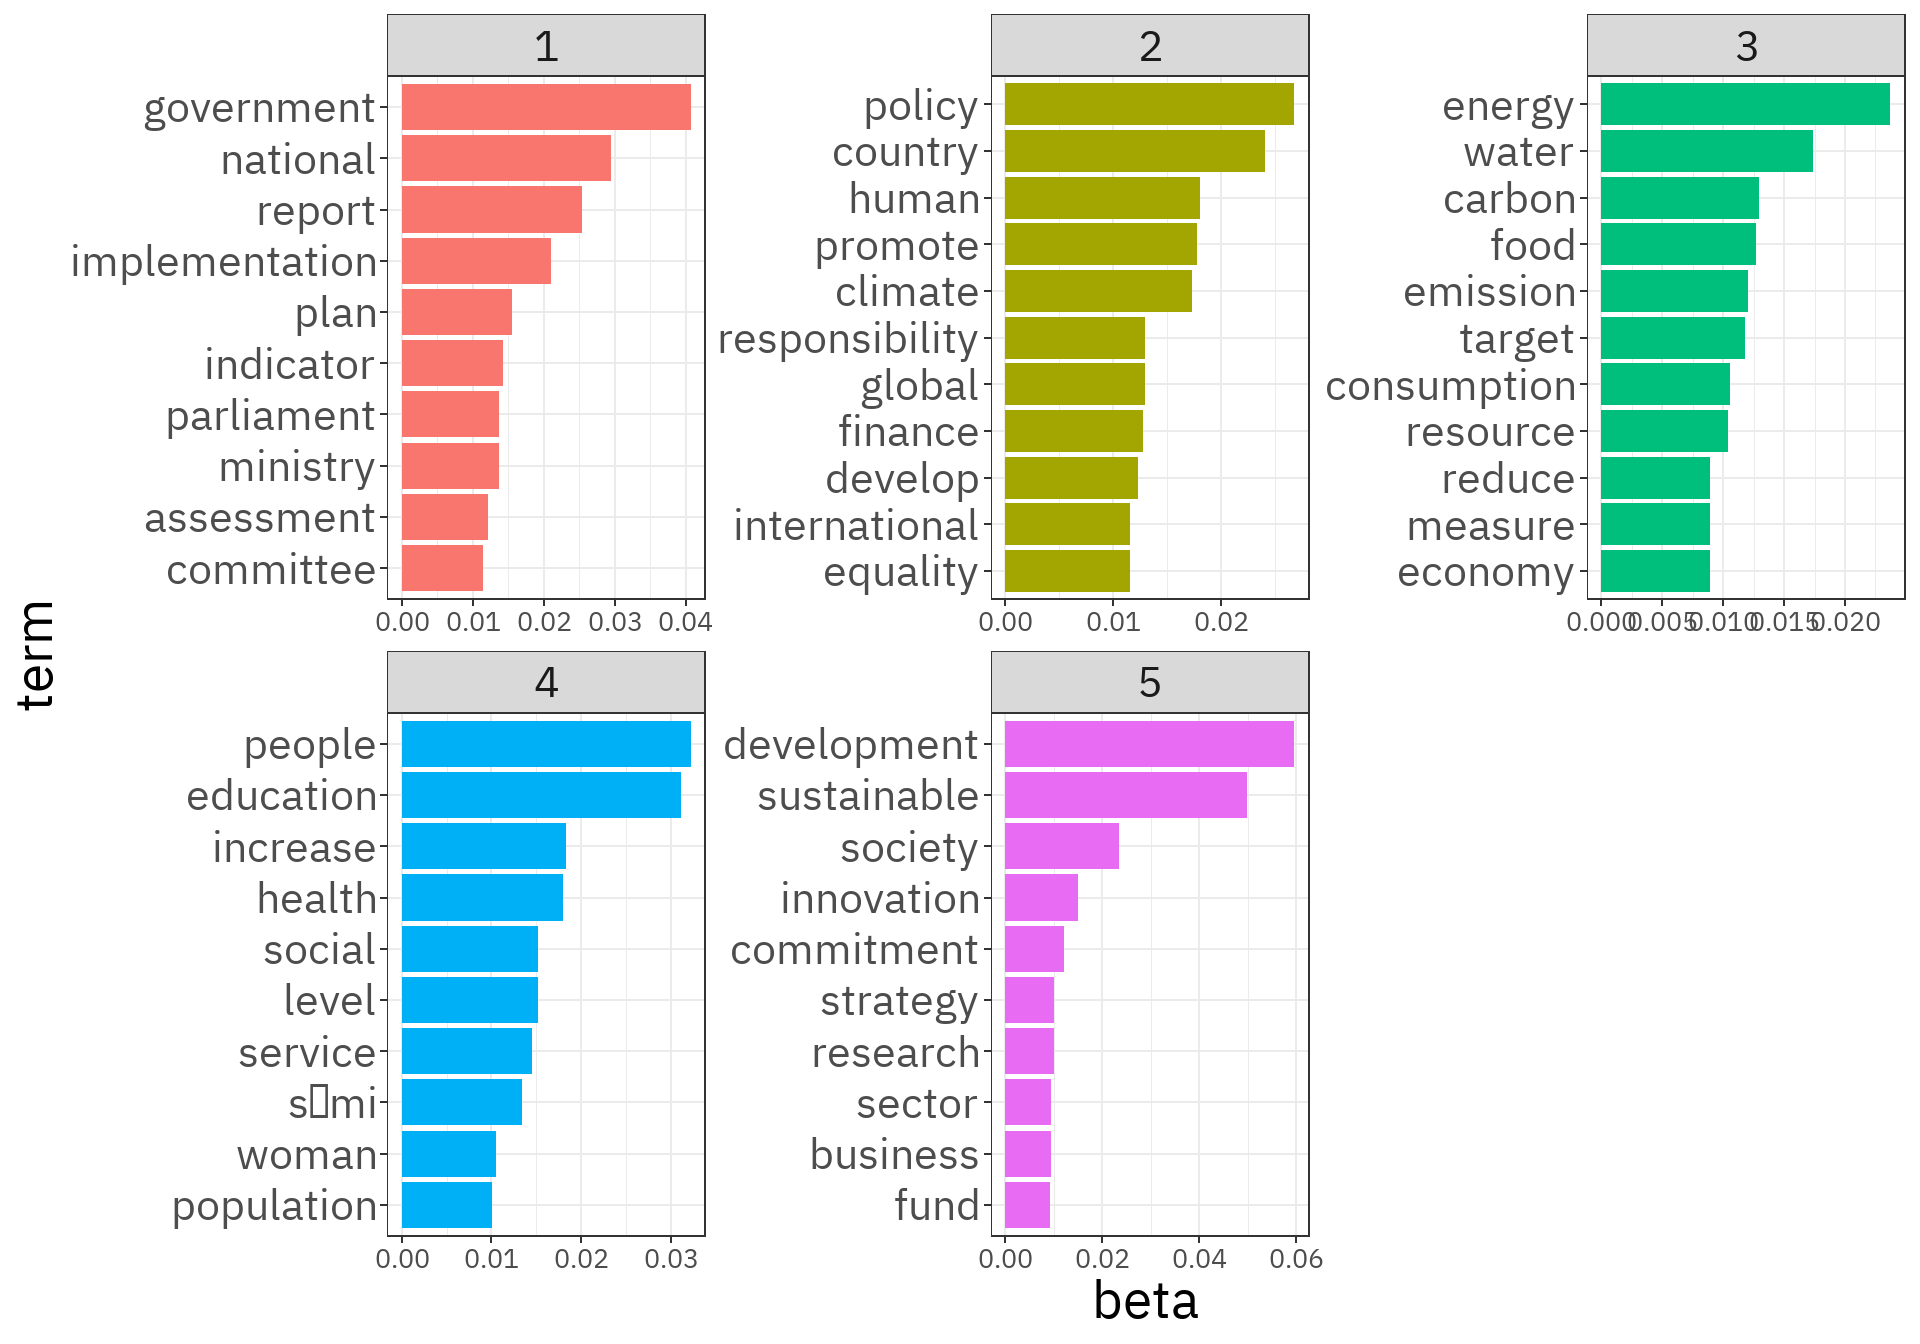 1
government
national
report
implementation
plan
indicator
parliament
ministry
assessment
committee
0.00 0.01 0.02 0.03 0.04
2
policy
country
human
promote
climate
responsibility
global
finance
develop
international
equality
0.00 0.01 0.02
3
energy
water
carbon
food
emission
target
consumption
resource
reduce
measure
economy
0.000 0.005 0.010 0.015 0.020
term
4
people
education
increase
health
social
level
service
s▯mi
woman
population
0.00 0.01 0.02 0.03
5
development
sustainable
society
innovation
commitment
strategy
research
sector
business
fund
0.00 0.02 0.04 0.06
beta